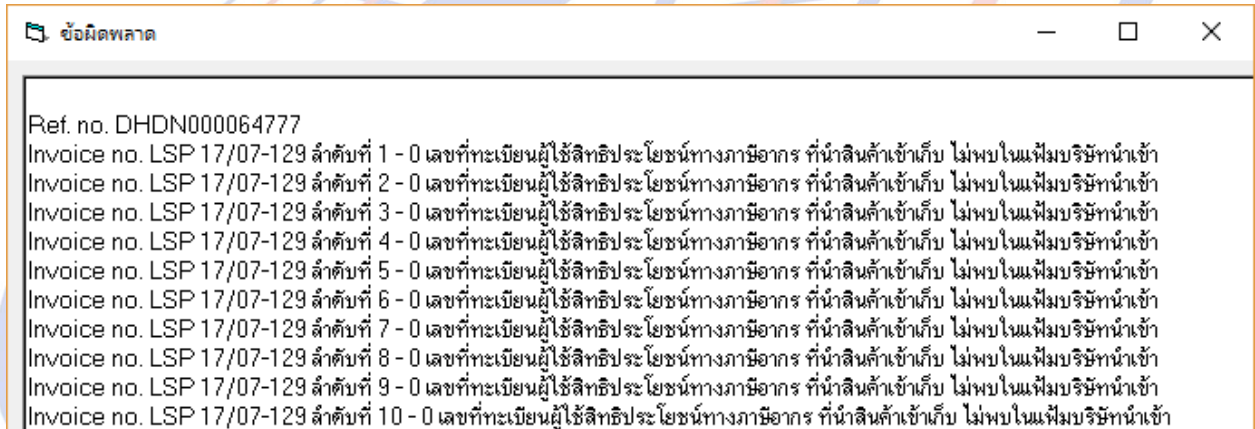 ข้อผิดพลาด
Ref. no. DHDN000064777
Invoice no. LSP 17/07-129 ลำดับที่ 1 - 0 เลขที่ทะเบียนผู้ใช้สิทธิประโยชน์ทางภาษีอากร ที่นำสินค้าเข้าเก็บ ไม่พบในแฟ้มบริษัทนำเข้า
Invoice no. LSP 17/07-129 ลำดับที่ 2 - 0 เลขที่ทะเบียนผู้ใช้สิทธิประโยชน์ทางภาษีอากร ที่นำสินค้าเข้าเก็บ ไม่พบในแฟ้มบริษัทนำเข้า
Invoice no. LSP 17/07-129 ลำดับที่ 3 - 0 เลขที่ทะเบียนผู้ใช้สิทธิประโยชน์ทางภาษีอากร ที่นำสินค้าเข้าเก็บ ไม่พบในแฟ้มบริษัทนำเข้า
Invoice no. LSP 17/07-129 ลำดับที่ 4 - 0 เลขที่ทะเบียนผู้ใช้สิทธิประโยชน์ทางภาษีอากร ที่นำสินค้าเข้าเก็บ ไม่พบในแฟ้มบริษัทนำเข้า
Invoice no. LSP 17/07-129 ลำดับที่ 5 - 0 เลขที่ทะเบียนผู้ใช้สิทธิประโยชน์ทางภาษีอากร ที่นำสินค้าเข้าเก็บ ไม่พบในแฟ้มบริษัทนำเข้า
Invoice no. LSP 17/07-129 ลำดับที่ 6 - 0 เลขที่ทะเบียนผู้ใช้สิทธิประโยชน์ทางภาษีอากร ที่นำสินค้าเข้าเก็บ ไม่พบในแฟ้มบริษัทนำเข้า
Invoice no. LSP 17/07-129 ลำดับที่ 7 - 0 เลขที่ทะเบียนผู้ใช้สิทธิประโยชน์ทางภาษีอากร ที่นำสินค้าเข้าเก็บ ไม่พบในแฟ้มบริษัทนำเข้า
Invoice no. LSP 17/07-129 ลำดับที่ 8 - 0 เลขที่ทะเบียนผู้ใช้สิทธิประโยชน์ทางภาษีอากร ที่นำสินค้าเข้าเก็บ ไม่พบในแฟ้มบริษัทนำเข้า
Invoice no. LSP 17/07-129 ลำดับที่ 9 - 0 เลขที่ทะเบียนผู้ใช้สิทธิประโยชน์ทางภาษีอากร ที่นำสินค้าเข้าเก็บ ไม่พบในแฟ้มบริษัทนำเข้า
Invoice no. LSP 17/07-129 ลำดับที่ 10 - 0 เลขที่ทะเบียนผู้ใช้สิทธิประโยชน์ทางภาษีอากร ที่นำสินค้าเข้าเก็บ ไม่พบในแฟ้มบริษัทนำเข้า